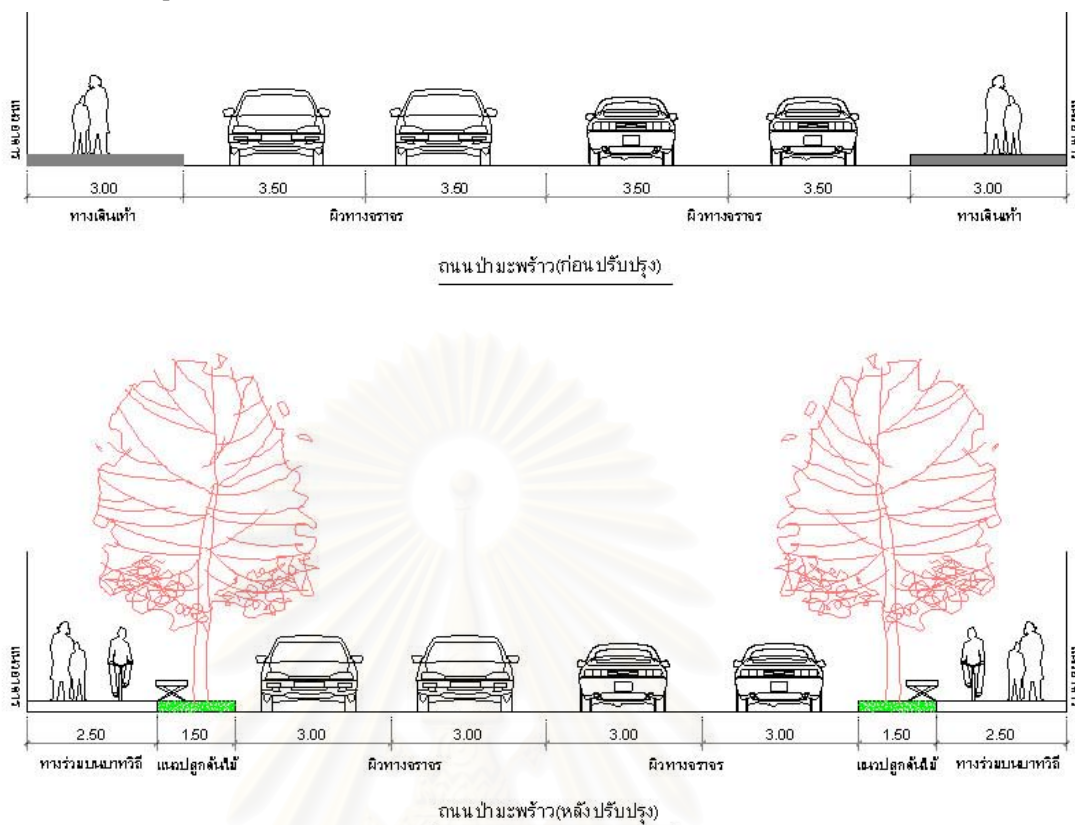 3.00 3.50 3.50 3.50 3.50 3.00
ทางเดินเท้า ผิวทางจราจร ผิวทางจราจร ทางเดินเท้า
ถนนป่ามะพร้าว(ก่อนปรับปรุง)
2.50 1.50 3.00 3.00 3.00 3.00 1.50 2.50
ทางร่วมบนบาทวิถี แนวปลูกต้นไม้ ผิวทางจราจร ผิวทางจราจร แนวปลูกต้นไม้ ทางร่วมบนบาทวิถี
ถนนป่ามะพร้าว(หลังปรับปรุง)